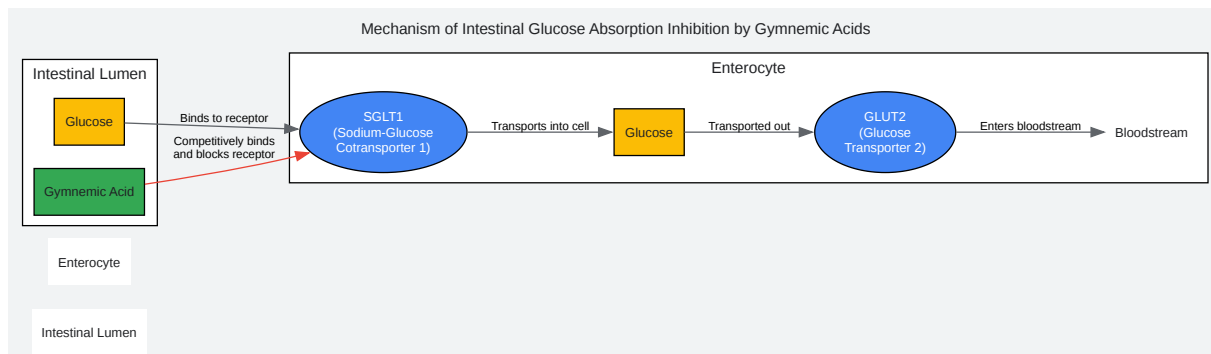 Mechanism of Intestinal Glucose Absorption Inhibition by Gymnemic Acids
Intestinal Lumen
Glucose
Gymnemic Acid
Binds to receptor
Competitively binds
and blocks receptor
Enterocyte
SGLT1
(Sodium-Glucose
Cotransporter 1)
Transports into cell
Glucose
Transported out
GLUT2
(Glucose
Transporter 2)
Enters bloodstream
Bloodstream
Enterocyte
Intestinal Lumen